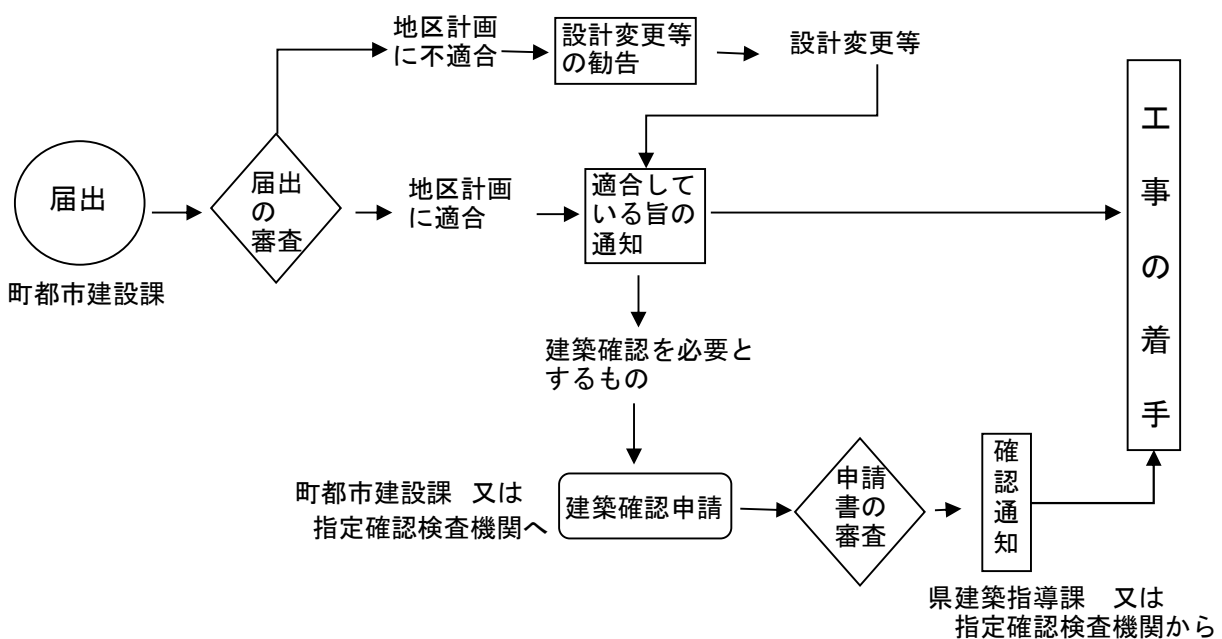 地区計画
に不適合
設計変更等
の勧告
設計変更等
届出
町都市建設課
届出
の
審査
地区計画
に適合
適合して
いる旨の
通知
工事の着手
建築確認を必要と
するもの
町都市建設課　又は
指定確認検査機関へ
建築確認申請
申請
書の
審査
確認通知
県建築指導課　又は
指定確認検査機関から